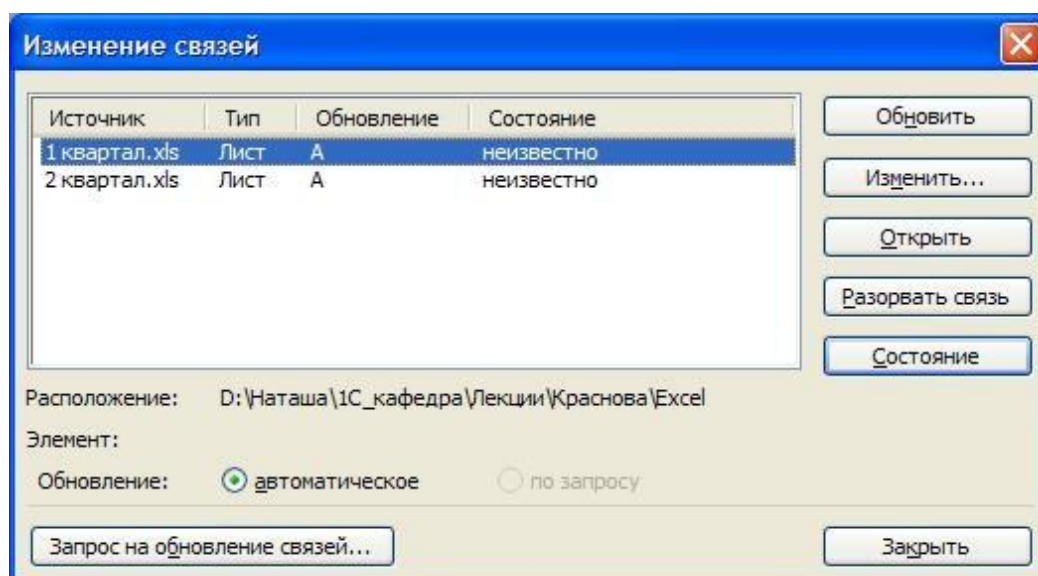 Изменение связей
Источник Тип Обновление Состояние
1 квартал.xls Лист А неизвестно
2 квартал.xls Лист А неизвестно
Обновить
Изменить...
Открыть
Разорвать связь
Состояние
Расположение: D:\Наташа\1С_кафедра\Лекции\Краснова\Excel
Элемент:
Обновление: автоматическое по запросу
Запрос на обновление связей... Закрыть